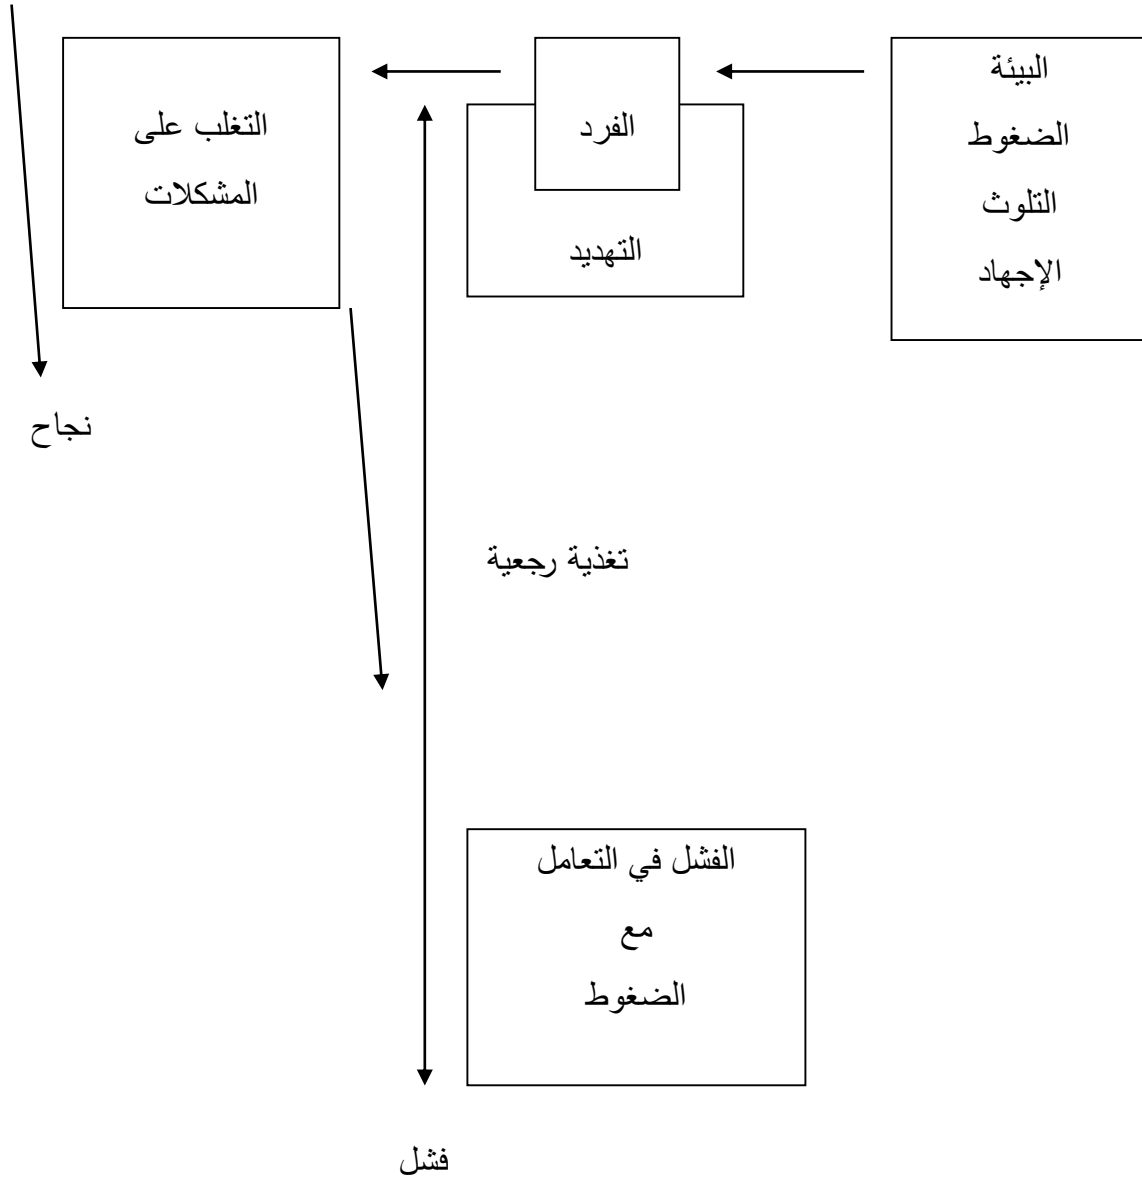 البيئة
الضغوط
التلوث
الإجهاد
الفرد
التهديد
التغلب على
المشكلات
نجاح
تغذية رجعية
الفشل في التعامل
مع
الضغوط
فشل